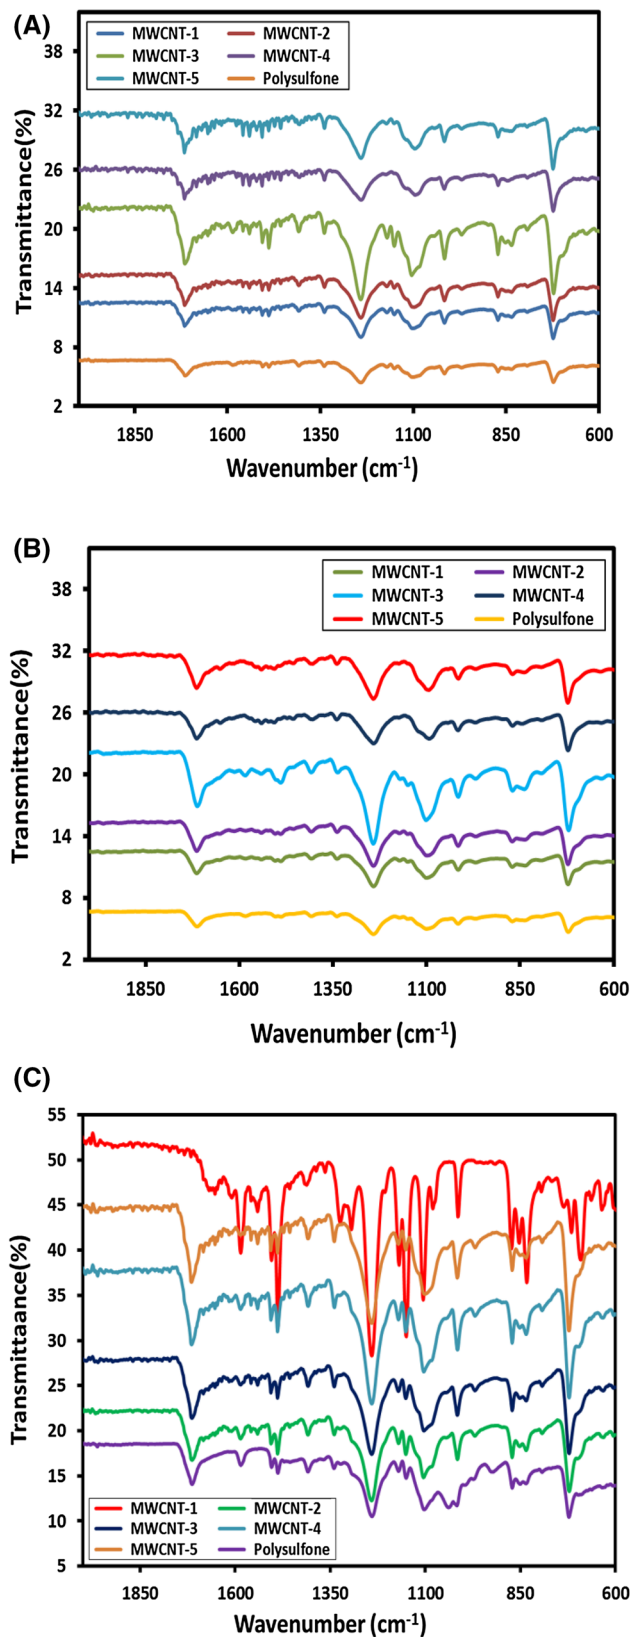 (A)
MWCNT-1 MWCNT-2
MWCNT-3 MWCNT-4
MWCNT-5 Polysulfone
38
32
26
20
14
8
2
Transmittance(%)
1850 1600 1350 1100 850 600
Wavenumber (cm-1)
(B)
MWCNT-1 MWCNT-2
MWCNT-3 MWCNT-4
MWCNT-5 Polysulfone
38
32
26
20
14
8
2
Transmittance(%)
1850 1600 1350 1100 850 600
Wavenumber (cm-1)
(C)
55
50
45
40
35
30
25
20
15
10
5
Transmittaance(%)
MWCNT-1 MWCNT-2
MWCNT-3 MWCNT-4
MWCNT-5 Polysulfone
1850 1600 1350 1100 850 600
Wavenumber (cm-1)